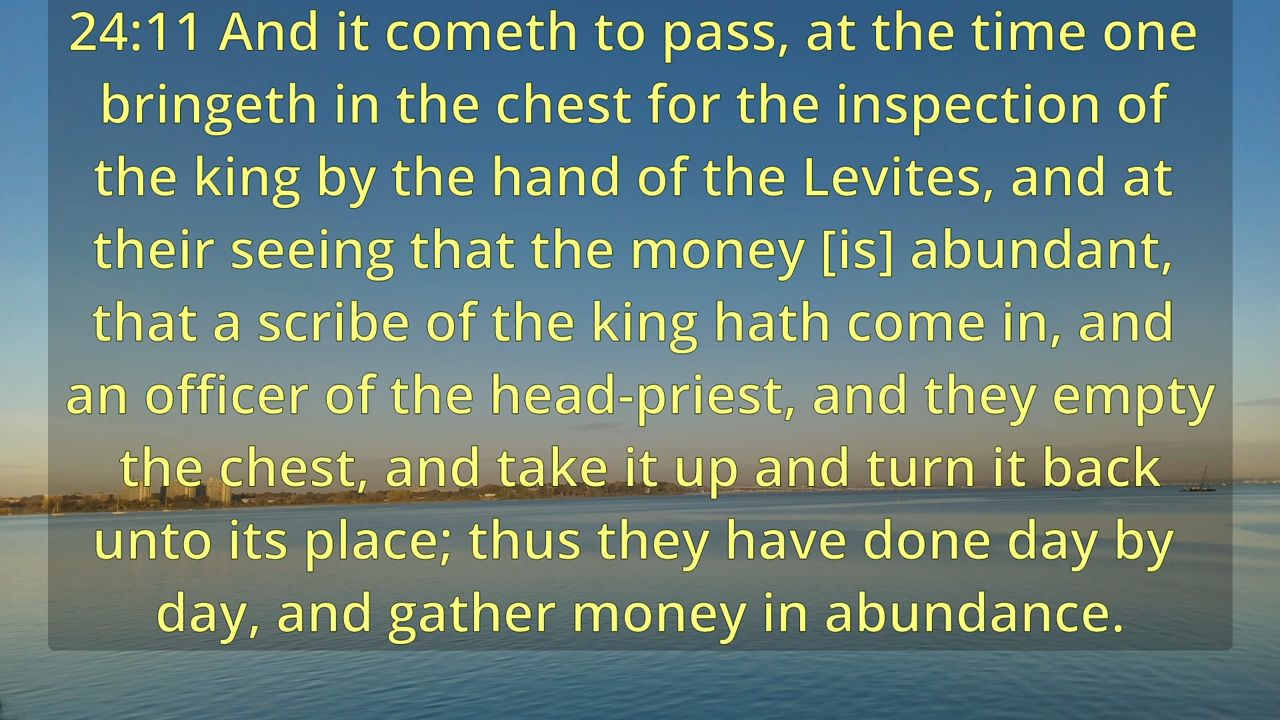 24:11 And it cometh to pass, at the time one
bringeth in the chest for the inspection of
the king by the hand of the Levites, and at
their seeing that the money [is] abundant,
that a scribe of the king hath come in, and
an officer of the head-priest, and they empty
the chest, and take it up and turn it back
unto its place; thus they have done day by
day, and gather money in abundance.